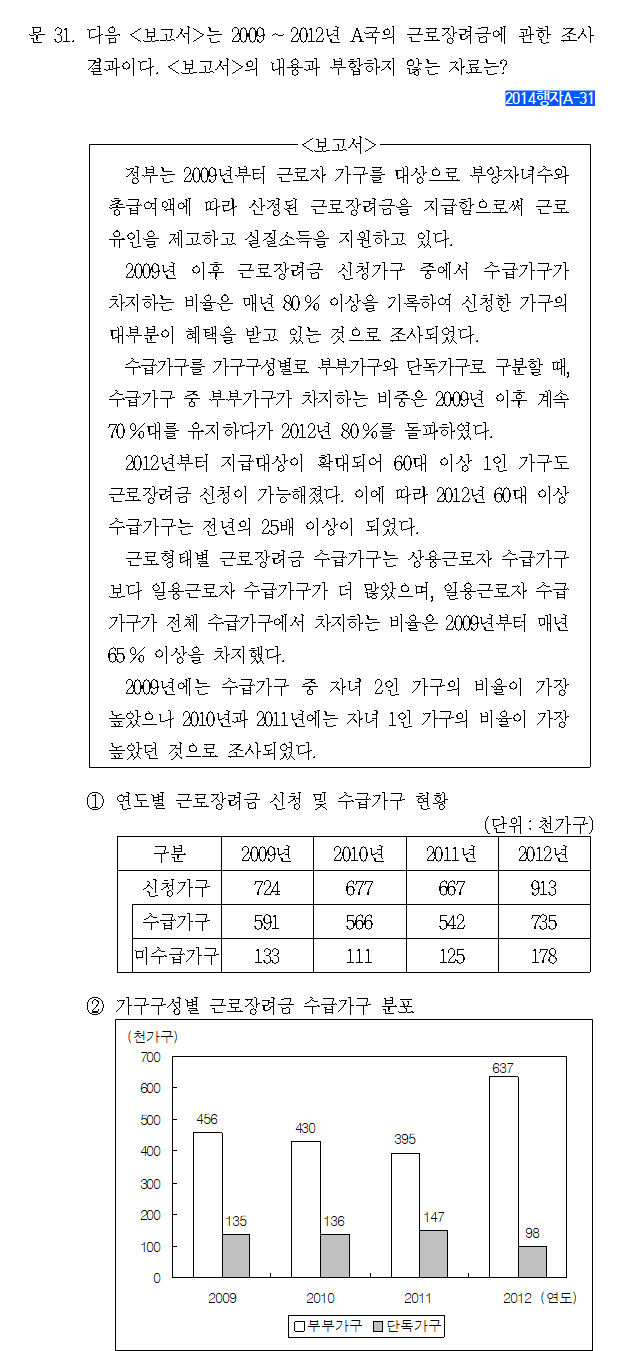 문 31. 다음 <보고서>는 2009 ~ 2012년 A국의 근로장려금에 관한 조사
결과이다. <보고서>의 내용과 부합하지 않는 자료는?
2014행자A-31
<보고서>
정부는 2009년부터 근로자 가구를 대상으로 부양자녀수와
총급여액에 따라 산정된 근로장려금을 지급함으로써 근로
유인을 제고하고 실질소득을 지원하고 있다.
2009년 이후 근로장려금 신청가구 중에서 수급가구가
차지하는 비율은 매년 80 % 이상을 기록하여 신청한 가구의
대부분이 혜택을 받고 있는 것으로 조사되었다.
수급가구를 가구구성별로 부부가구와 단독가구로 구분할 때,
수급가구 중 부부가구가 차지하는 비중은 2009년 이후 계속
70 %대를 유지하다가 2012년 80 %를 돌파하였다.
2012년부터 지급대상이 확대되어 60대 이상 1인 가구도
근로장려금 신청이 가능해졌다. 이에 따라 2012년 60대 이상
수급가구는 전년의 25배 이상이 되었다.
근로형태별 근로장려금 수급가구는 상용근로자 수급가구
보다 일용근로자 수급가구가 더 많았으며, 일용근로자 수급
가구가 전체 수급가구에서 차지하는 비율은 2009년부터 매년
65 % 이상을 차지했다.
2009년에는 수급가구 중 자녀 2인 가구의 비율이 가장
높았으나 2010년과 2011년에는 자녀 1인 가구의 비율이 가장
높았던 것으로 조사되었다.
① 연도별 근로장려금 신청 및 수급가구 현황
(단위 : 천가구)
구분 2009년 2010년 2011년 2012년
신청가구 724 677 667 913
수급가구 591 566 542 735
미수급가구 133 111 125 178
② 가구구성별 근로장려금 수급가구 분포
(천가구)
700
600
500
400
300
200
100
0
456 135
430 136
395 147
637 98
2009 2010 2011 2012 (연도)
부부가구 단독가구